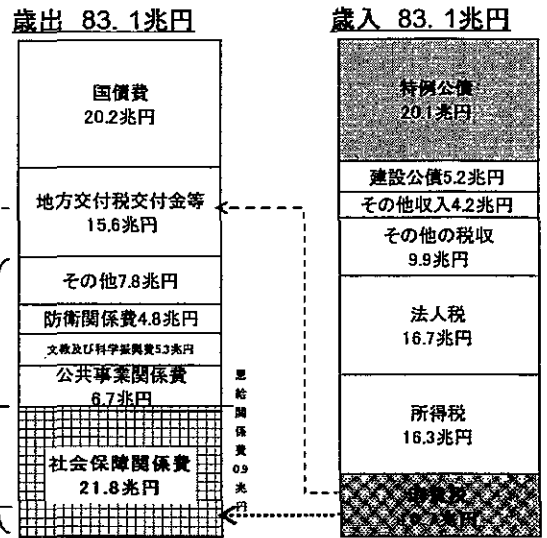 歳出 83.1兆円
国債費
20.2兆円
地方交付税交付金等
15.6兆円
その他7.8兆円
防衛関係費4.8兆円
文教及び科学振興費5.3兆円
公共事業関係費
6.7兆円
社会保障関係費
21.8兆円
恩給関係費0.9兆円
歳入 83.1兆円
特例公債
20.1兆円
建設公債5.2兆円
その他収入4.2兆円
その他の税収
9.9兆円
法人税
16.7兆円
所得税
16.3兆円
消費税